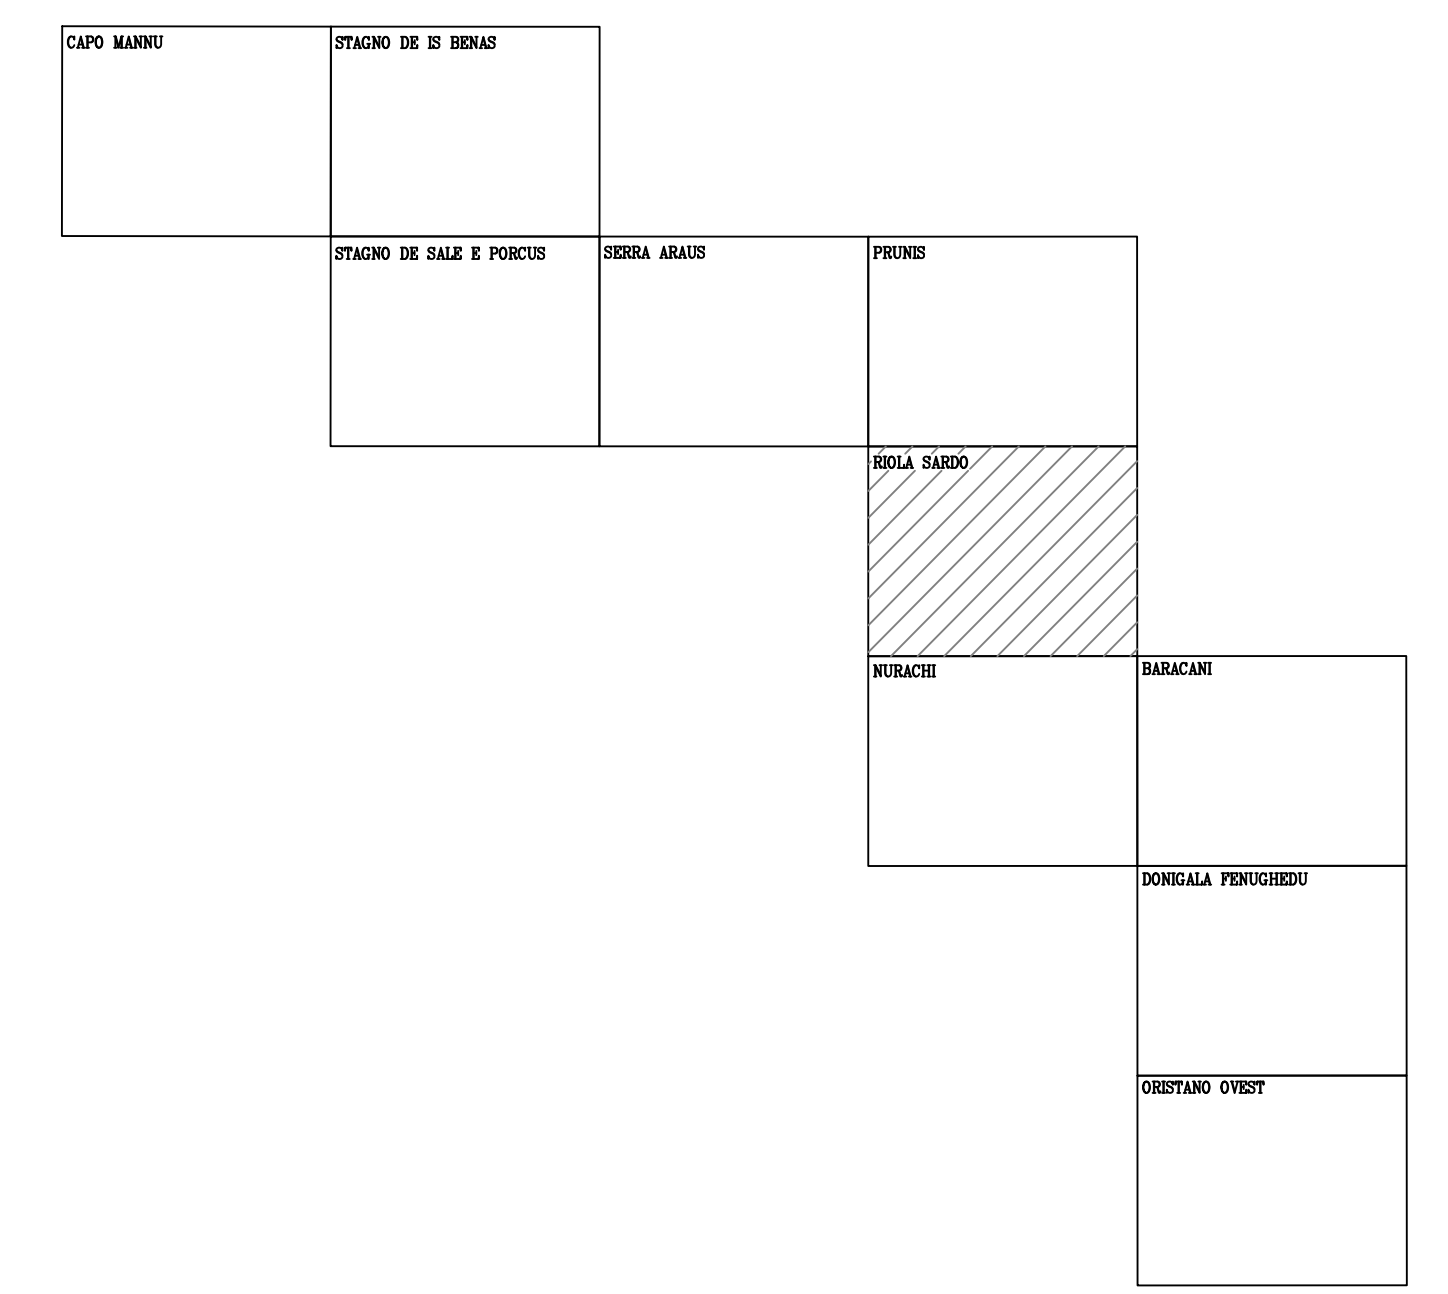 CAPO MANNU
STAGNO DE IS BENAS
STAGNO DE SALE E PORCUS
SERRA ARAUS
PRUNIS
RIOLA SARDO
NURACHI
BARACANI
DONIGALA FENUGHEDU
ORISTANO OVEST